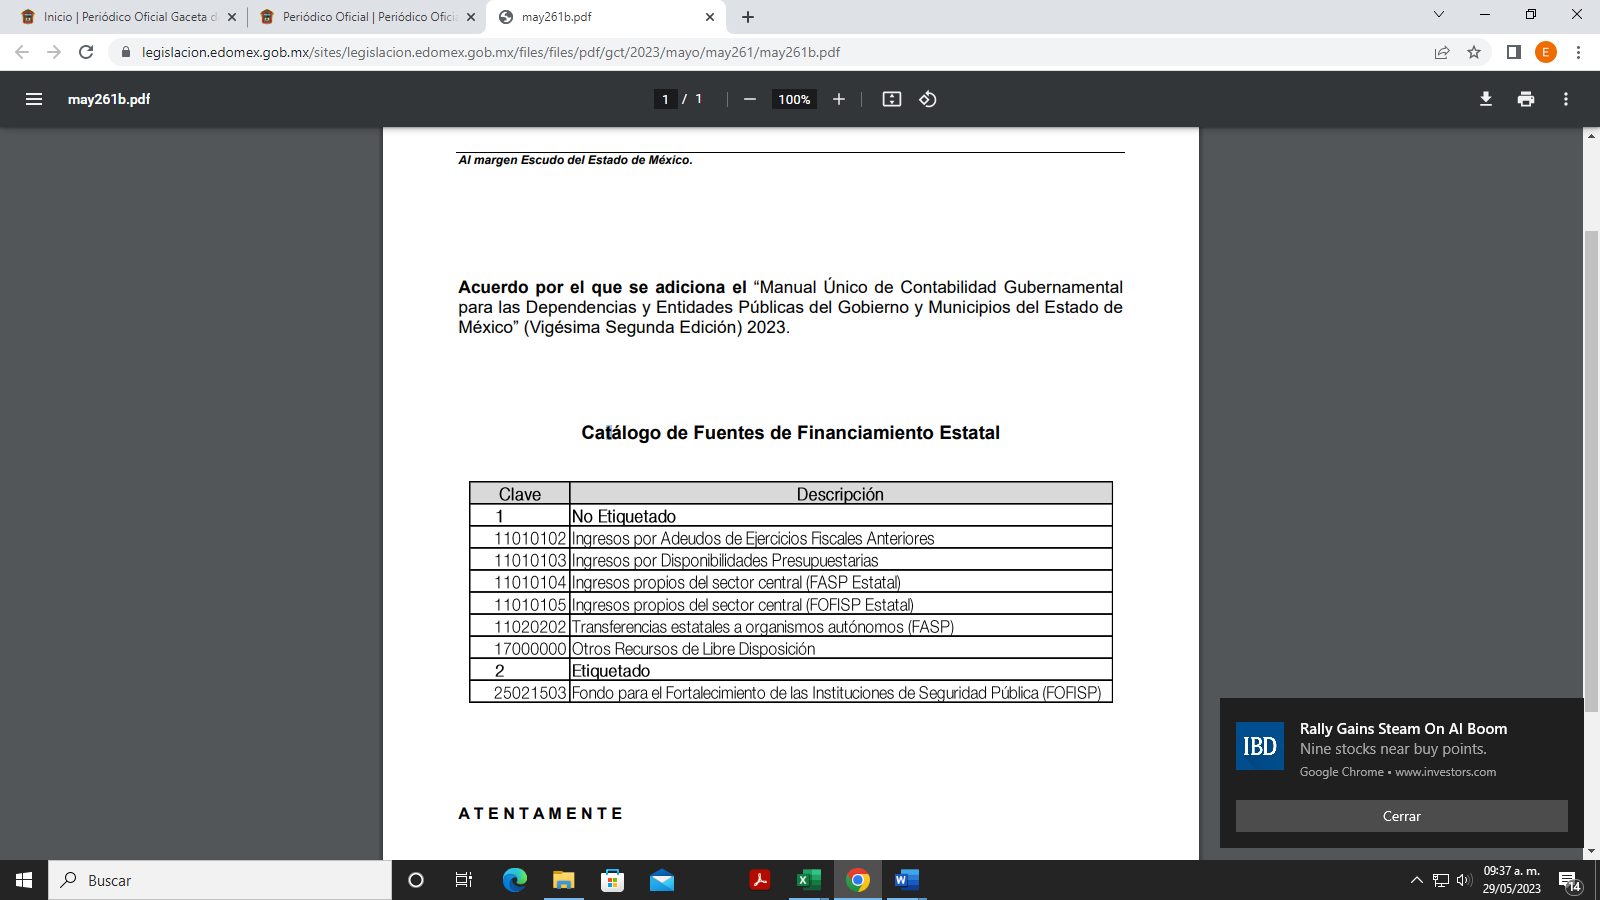 Inicio | Periódico Oficial Gaceta d
Periódico Oficial | Periódico Oficia
may261b.pdf
legislacion.edomex.gob.mx/sites/legislacion.edomex.gob.mx/files/files/pdf/gct/2023/mayo/may261/may261b.pdf
E
may261b.pdf
1 / 1
100%
Al margen Escudo del Estado de México.
Acuerdo por el que se adiciona el “Manual Único de Contabilidad Gubernamental
para las Dependencias y Entidades Públicas del Gobierno y Municipios del Estado de
México” (Vigésima Segunda Edición) 2023.
Catálogo de Fuentes de Financiamiento Estatal
Clave Descripción
1 No Etiquetado
11010102 Ingresos por Adeudos de Ejercicios Fiscales Anteriores
11010103 Ingresos por Disponibilidades Presupuestarias
11010104 Ingresos propios del sector central (FASP Estatal)
11010105 Ingresos propios del sector central (FOFISP Estatal)
11020202 Transferencias estatales a organismos autónomos (FASP)
17000000 Otros Recursos de Libre Disposición
2 Etiquetado
25021503 Fondo para el Fortalecimiento de las Instituciones de Seguridad Pública (FOFISP)
A T E N T A M E N T E
IBD
Rally Gains Steam On AI Boom
Nine stocks near buy points.
Google Chrome • www.investors.com
Cerrar
Buscar
09:37 a. m.
29/05/2023
14